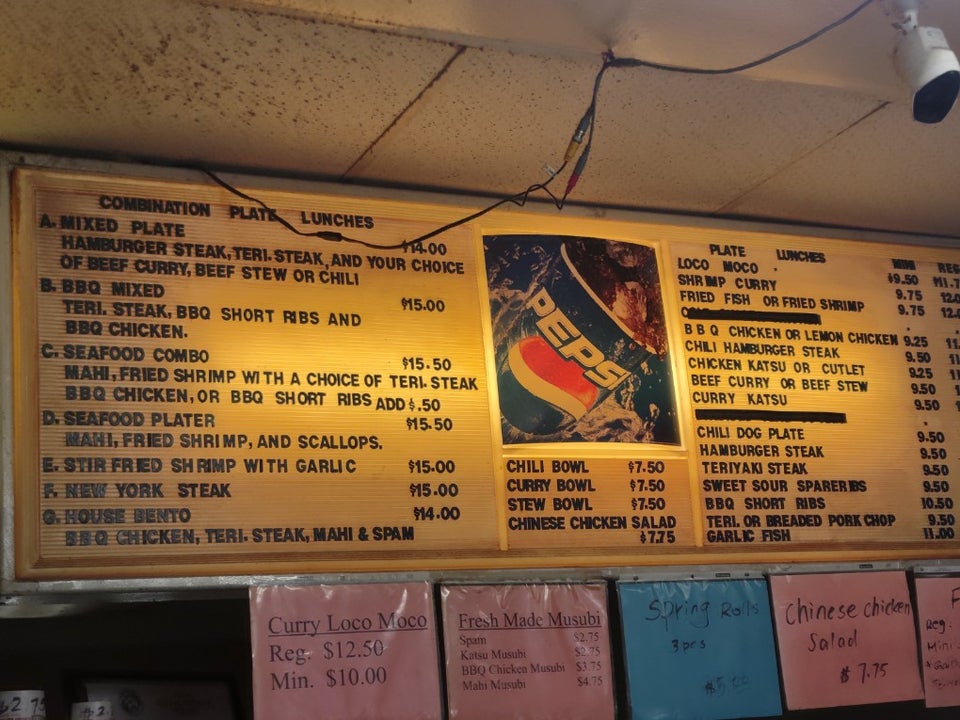 COMBINATION PLATE LUNCHES
A. MIXED PLATE $14.00
HAMBURGER STEAK, TERI. STEAK, AND YOUR CHOICE
OF BEEF CURRY, BEEF STEW OR CHILI
B. BBQ MIXED $15.00
TERI. STEAK, BBQ SHORT RIBS AND
BBQ CHICKEN.
C. SEAFOOD COMBO $15.50
MAHI, FRIED SHRIMP WITH A CHOICE OF TERI. STEAK
BBQ CHICKEN, OR BBQ SHORT RIBS ADD $.50
D. SEAFOOD PLATER $15.50
MAHI, FRIED SHRIMP, AND SCALLOPS.
E. STIR FRIED SHRIMP WITH GARLIC $15.00
F. NEW YORK STEAK $15.00
G. HOUSE BENTO $14.00
BBQ CHICKEN, TERI. STEAK, MAHI & SPAM
PEPSI
CHILI BOWL $7.50
CURRY BOWL $7.50
STEW BOWL $7.50
CHINESE CHICKEN SALAD
$7.75
PLATE LUNCHES MINI REG
LOCO MOCO $9.50 $11.7
SHRIMP CURRY 9.75
FRIED FISH OR FRIED SHRIMP 9.75
BBQ CHICKEN OR LEMON CHICKEN 9.25
CHILI HAMBURGER STEAK 9.50
CHICKEN KATSU OR CUTLET 9.25
BEEF CURRY OR BEEF STEW 9.50
CURRY KATSU 9.50
CHILI DOG PLATE 9.50
HAMBURGER STEAK 9.50
TERIYAKI STEAK 9.50
SWEET SOUR SPARERIBS 9.50
BBQ SHORT RIBS 10.50
TERI. OR BREADED PORK CHOP 9.50
GARLIC FISH 11.00
Curry Loco Moco
Reg. $12.50
Min. $10.00
Fresh Made Musubi
Spam $2.75
Katsu Musubi $2.75
BBQ Chicken Musubi $3.75
Mahi Musubi $4.75
Spring Rolls
3 pcs
Chinese chicken
Salad
$ 7.75
Reg.